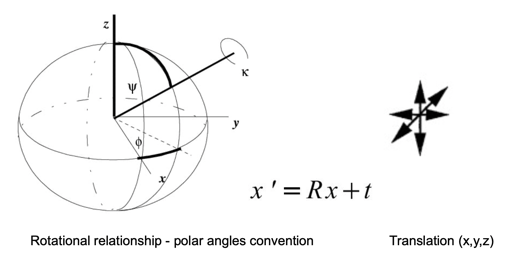 z
κ
ψ
y
ϕ
x
x ′ = Rx + t
Rotational relationship - polar angles convention
Translation (x,y,z)